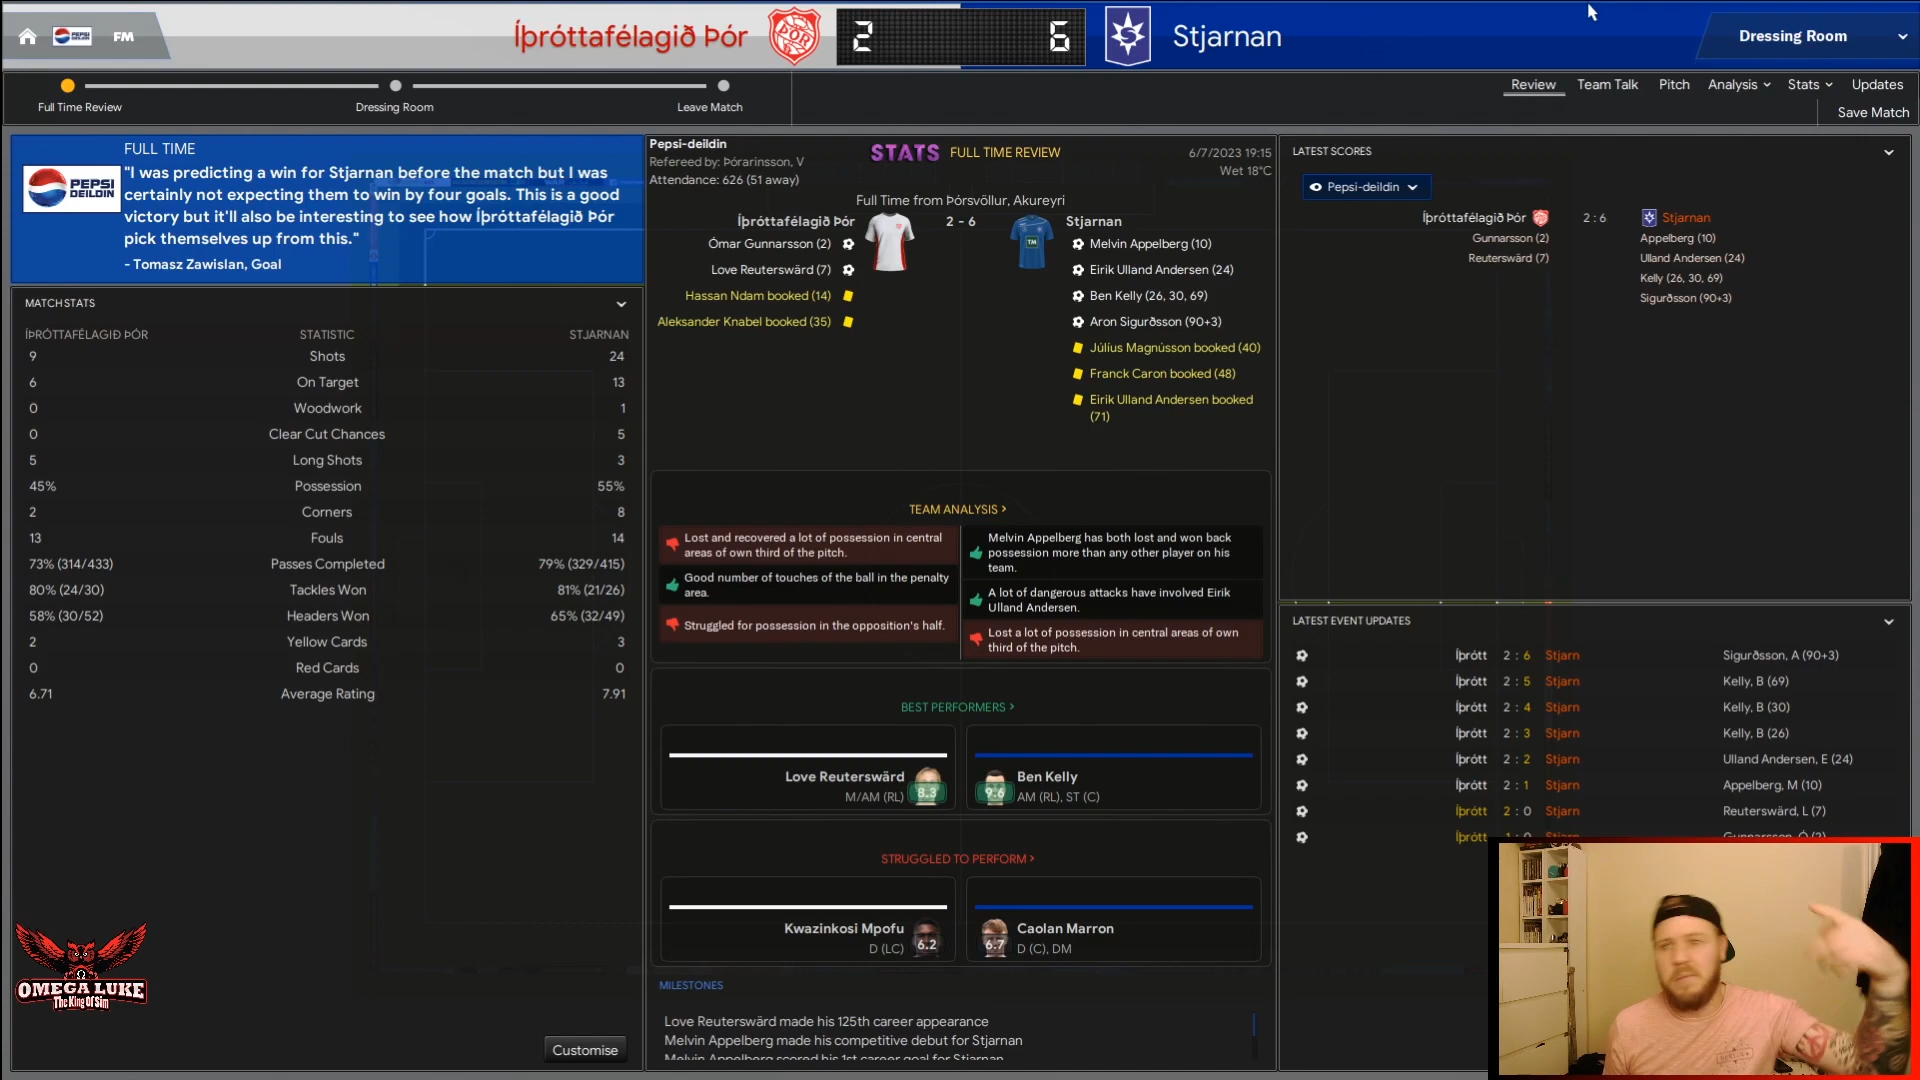 PEPSI DEILDIN
FM
Íþróttafélagið Þór
2
6
Stjarnan
Dressing Room
Full Time Review
Dressing Room
Leave Match
Review
Team Talk
Pitch
Analysis
Stats
Updates
Save Match
FULL TIME
PEPSI
DEILDIN
"I was predicting a win for Stjarnan before the match but I was
certainly not expecting them to win by four goals. This is a good
victory but it'll also be interesting to see how Íþróttafélagið Þór
pick themselves up from this."
- Tomasz Zawislan, Goal
MATCH STATS
ÍÞRÓTTAFÉLAGIÐ ÞÓR STATISTIC STJARNAN
9 Shots 24
6 On Target 13
0 Woodwork 1
0 Clear Cut Chances 5
5 Long Shots 3
45% Possession 55%
2 Corners 8
13 Fouls 14
73% (314/433) Passes Completed 79% (329/415)
80% (24/30) Tackles Won 81% (21/26)
58% (30/52) Headers Won 65% (32/49)
2 Yellow Cards 3
0 Red Cards 0
6.71 Average Rating 7.91
Customise
OMEGA LUKE
The King Of Sim
Pepsi-deildin
Refereed by: Þórarinsson, V
Attendance: 626 (51 away)
STATS FULL TIME REVIEW
6/7/2023 19:15
Wet 18°C
Full Time from Þórsvöllur, Akureyri
Íþróttafélagið Þór 2 - 6 Stjarnan
Ómar Gunnarsson (2)
Love Reuterswärd (7)
Hassan Ndam booked (14)
Aleksander Knabel booked (35)
TM
Melvin Appelberg (10)
Eirik Ulland Andersen (24)
Ben Kelly (26, 30, 69)
Aron Sigurðsson (90+3)
Júlíus Magnússon booked (40)
Franck Caron booked (48)
Eirik Ulland Andersen booked
(71)
TEAM ANALYSIS >
Lost and recovered a lot of possession in central
areas of own third of the pitch.
Good number of touches of the ball in the penalty
area.
Struggled for possession in the opposition's half.
Melvin Appelberg has both lost and won back
possession more than any other player on his
team.
A lot of dangerous attacks have involved Eirik
Ulland Andersen.
Lost a lot of possession in central areas of own
third of the pitch.
BEST PERFORMERS >
Love Reuterswärd
M/AM (RL)
8.3
Ben Kelly
9.6
AM (RL), ST (C)
STRUGGLED TO PERFORM >
Kwazinkosi Mpofu
D (LC)
6.2
Caolan Marron
6.7
D (C), DM
MILESTONES
Love Reuterswärd made his 125th career appearance
Melvin Appelberg made his competitive debut for Stjarnan
Melvin Appelberg scored his 1st career goal for Stjarnan
LATEST SCORES
Pepsi-deildin
Íþróttafélagið Þór 2 : 6 Stjarnan
Gunnarsson (2) Appelberg (10)
Reuterswärd (7) Ulland Andersen (24)
Kelly (26, 30, 69)
Sigurðsson (90+3)
LATEST EVENT UPDATES
Íþrótt 2 : 6 Stjarn Sigurðsson, A (90+3)
Íþrótt 2 : 5 Stjarn Kelly, B (69)
Íþrótt 2 : 4 Stjarn Kelly, B (30)
Íþrótt 2 : 3 Stjarn Kelly, B (26)
Íþrótt 2 : 2 Stjarn Ulland Andersen, E (24)
Íþrótt 2 : 1 Stjarn Appelberg, M (10)
Íþrótt 2 : 0 Stjarn Reuterswärd, L (7)
Íþrótt 1 : 0 Stjarn Gunnarsson, Ó (2)